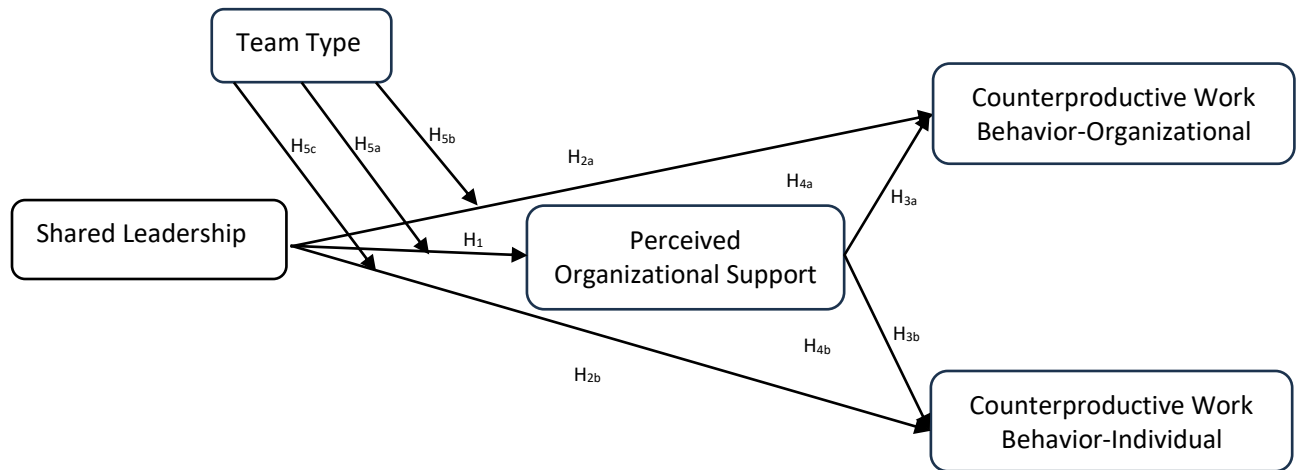 Team Type
Counterproductive Work
Behavior-Organizational
H5c
H5a
H5b
H2a
H4a
H3a
Shared Leadership
H1
Perceived
Organizational Support
H3b
H4b
H2b
Counterproductive Work
Behavior-Individual